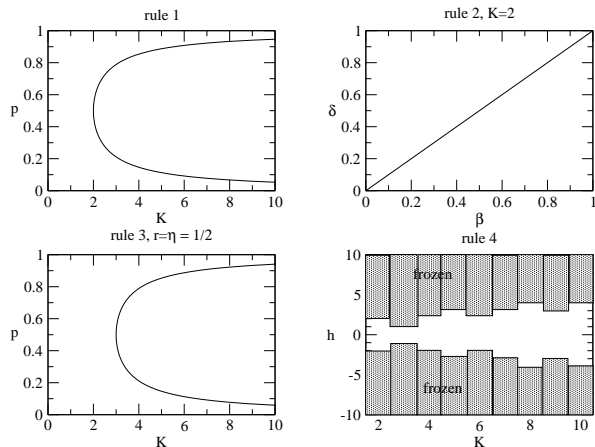 rule 1
1
0.8
0.6
p
0.4
0.2
0
0 2 4 6 8 10
K
rule 2, K=2
1
0.8
0.6
δ
0.4
0.2
0
0 0.2 0.4 0.6 0.8 1
β
rule 3, r=η = 1/2
1
0.8
0.6
p
0.4
0.2
0
0 2 4 6 8 10
K
rule 4
10
frozen
5
h 0
-5
frozen
-10
2 4 6 8 10
K